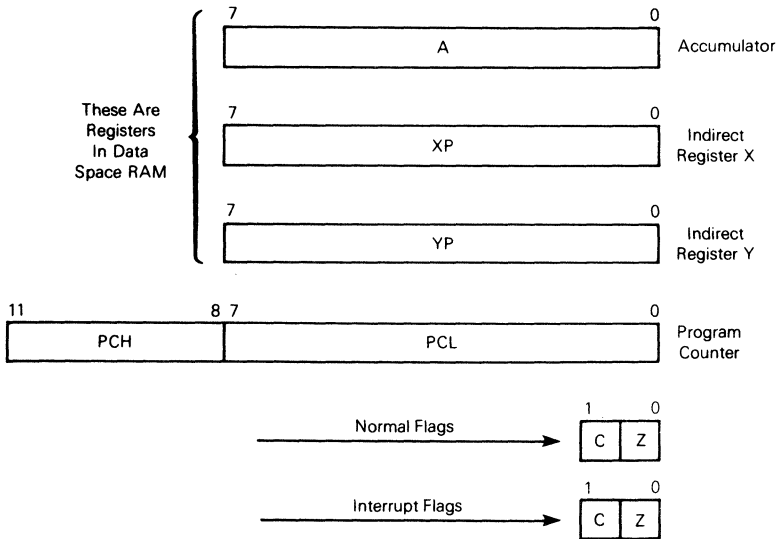 7 0
A
Accumulator
These Are
Registers
In Data
Space RAM
7 0
XP
Indirect
Register X
7 0
YP
Indirect
Register Y
11 8 7 0
PCH PCL
Program
Counter
1 0
Normal Flags
C Z
1 0
Interrupt Flags
C Z